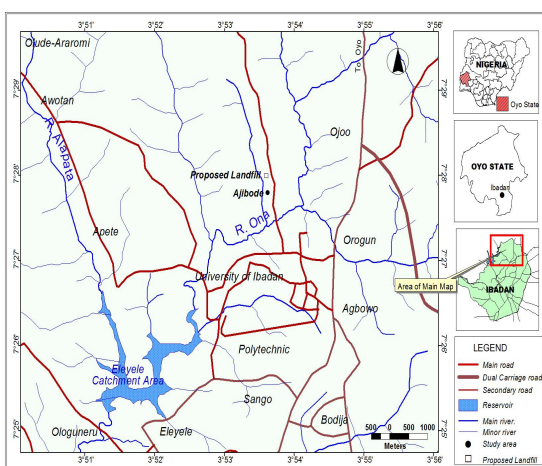 3°51' 3°52' 3°53' 3°54' 3°55' 3°56'
Olude-Araromi
To Oyo
7°29'
7°29'
Awotan
R. Alapata
Ojoo
7°28'
7°28'
Proposed Landfill
Ajibode
R. Ona
Apete
Orogun
7°27'
7°27'
University of Ibadan
Agbowo
7°26'
7°26'
Polytechnic
Eleyele
Catchment Area
Sango
Bodija
Ologuneru
Eleyele
7°25'
7°25'
500 0 500 1000
Meters
3°51' 3°52' 3°53' 3°54' 3°55' 3°56'
NIGERIA
Oyo State
OYO STATE
Ibadan
Area of Main Map
IBADAN
LEGEND
Main road
Dual Carriage road
Secondary road
Reservoir
Main river.
Minor river
Study area
Proposed Landfill